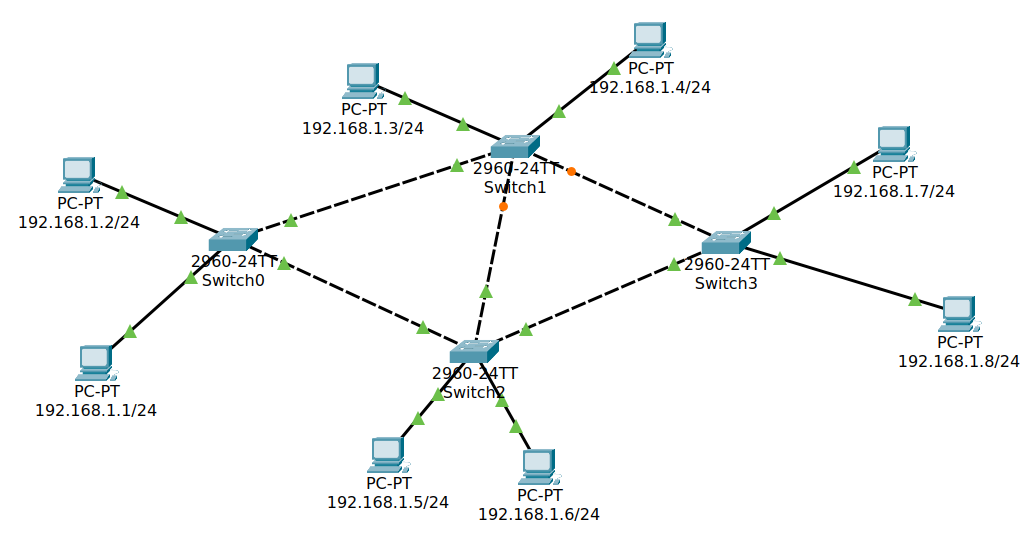 PC-PT
192.168.1.4/24
PC-PT
192.168.1.3/24
2960-24TT
Switch1
PC-PT
192.168.1.7/24
PC-PT
192.168.1.2/24
2960-24TT
Switch0
2960-24TT
Switch3
PC-PT
192.168.1.8/24
2960-24TT
Switch2
PC-PT
192.168.1.1/24
PC-PT
192.168.1.5/24
PC-PT
192.168.1.6/24